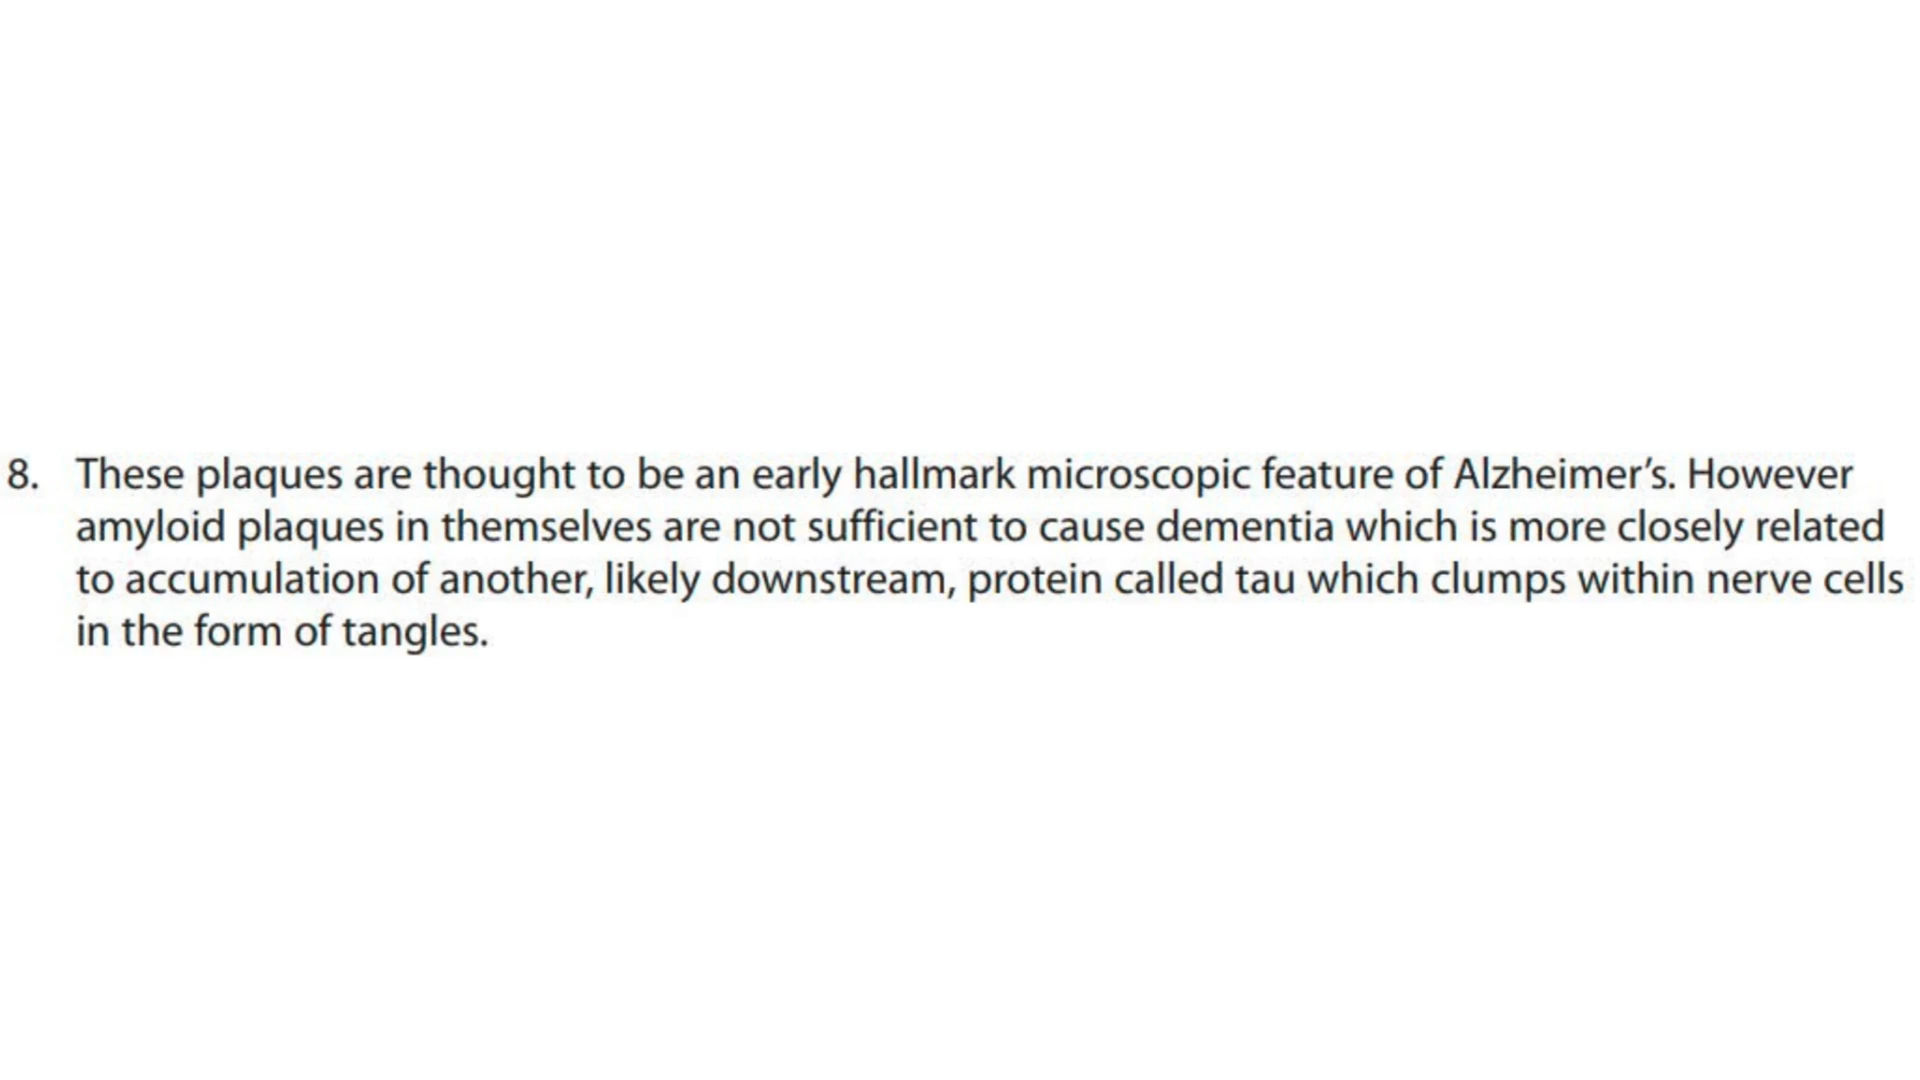 8. These plaques are thought to be an early hallmark microscopic feature of Alzheimer’s. However
amyloid plaques in themselves are not sufficient to cause dementia which is more closely related
to accumulation of another, likely downstream, protein called tau which clumps within nerve cells
in the form of tangles.